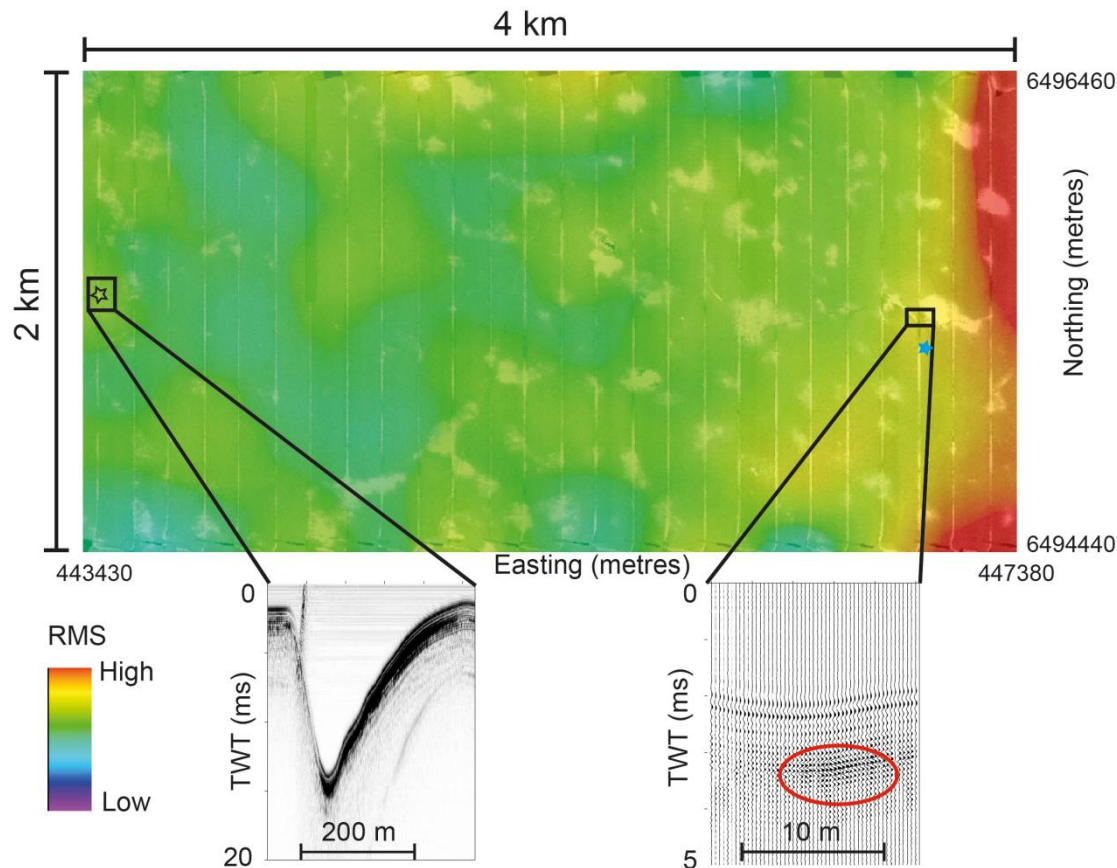 4 km
6496460
2 km
Northing (metres)
6494440
443430
Easting (metres)
447380
RMS
High
Low
0
TWT (ms)
200 m
20
0
TWT (ms)
10 m
5